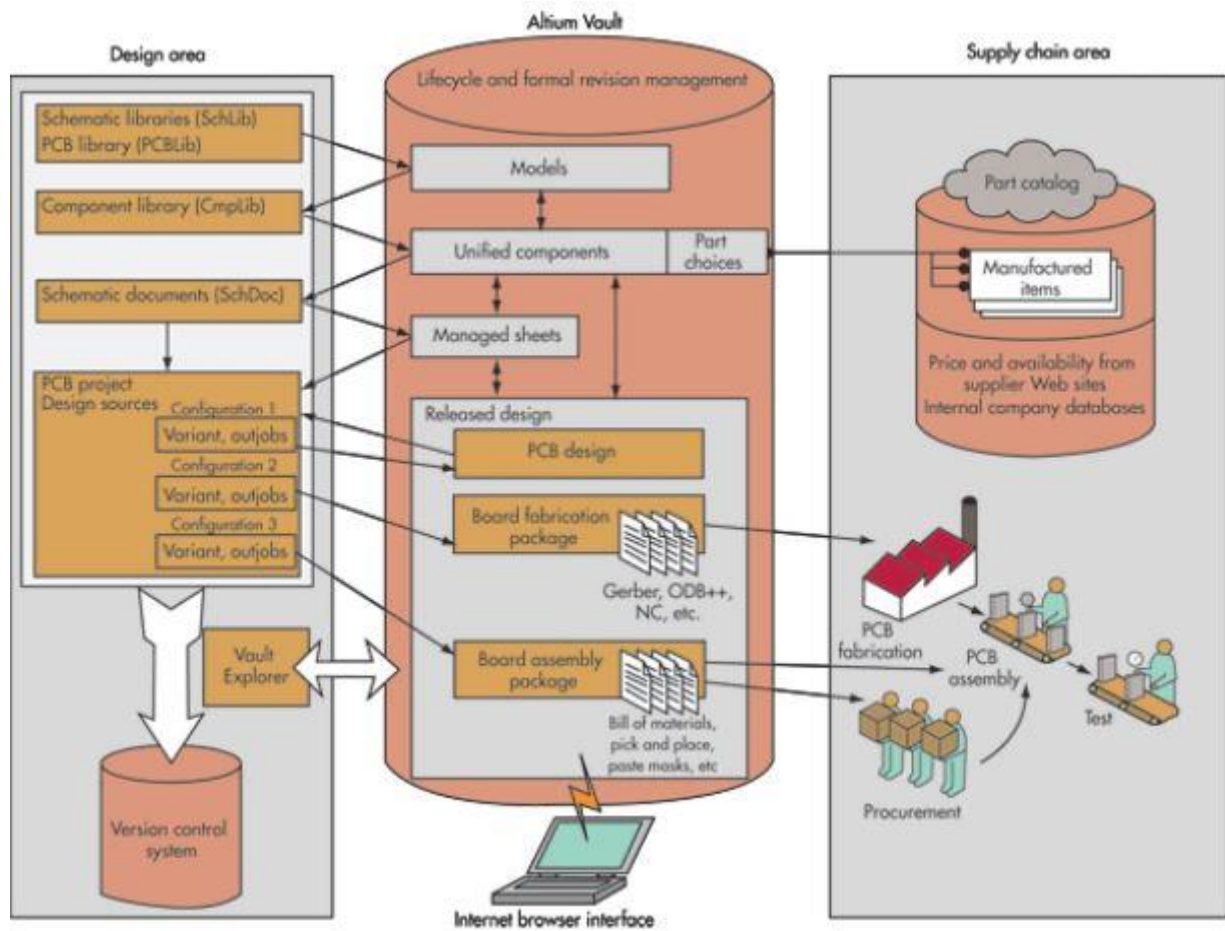 Altium Vault
Design area
Supply chain area
Lifecycle and formal revision management
Schematic libraries (SchLib)
PCB library (PCBLib)
Models
Part catalog
Component library (CmpLib)
Unified components
Part
choices
Manufactured
items
Schematic documents (SchDoc)
Managed sheets
Price and availability from
supplier Web sites
Internal company databases
PCB project
Design sources
Configuration 1
Variant, outjobs
Configuration 2
Variant, outjobs
Configuration 3
Variant, outjobs
Released design
PCB design
Board fabrication
package
Gerber, ODB++,
NC, etc.
PCB
fabrication
PCB
assembly
Test
Vault
Explorer
Board assembly
package
Bill of materials,
pick and place,
paste masks, etc
Procurement
Version control
system
Internet browser interface